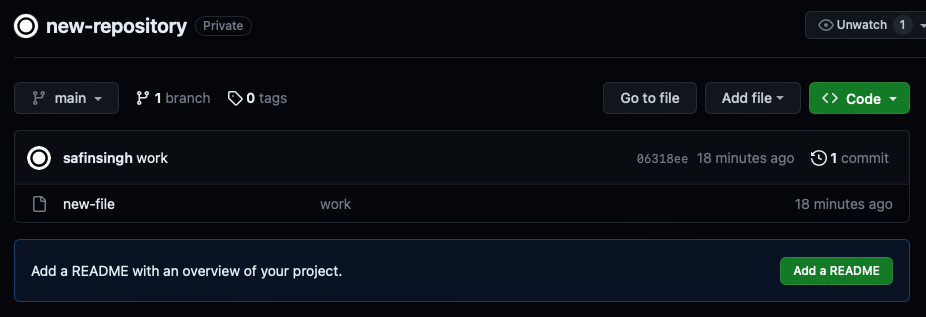 new-repository Private Unwatch 1
main 1 branch 0 tags Go to file Add file <> Code
safinsingh work 06318ee 18 minutes ago 1 commit
new-file work 18 minutes ago
Add a README with an overview of your project. Add a README